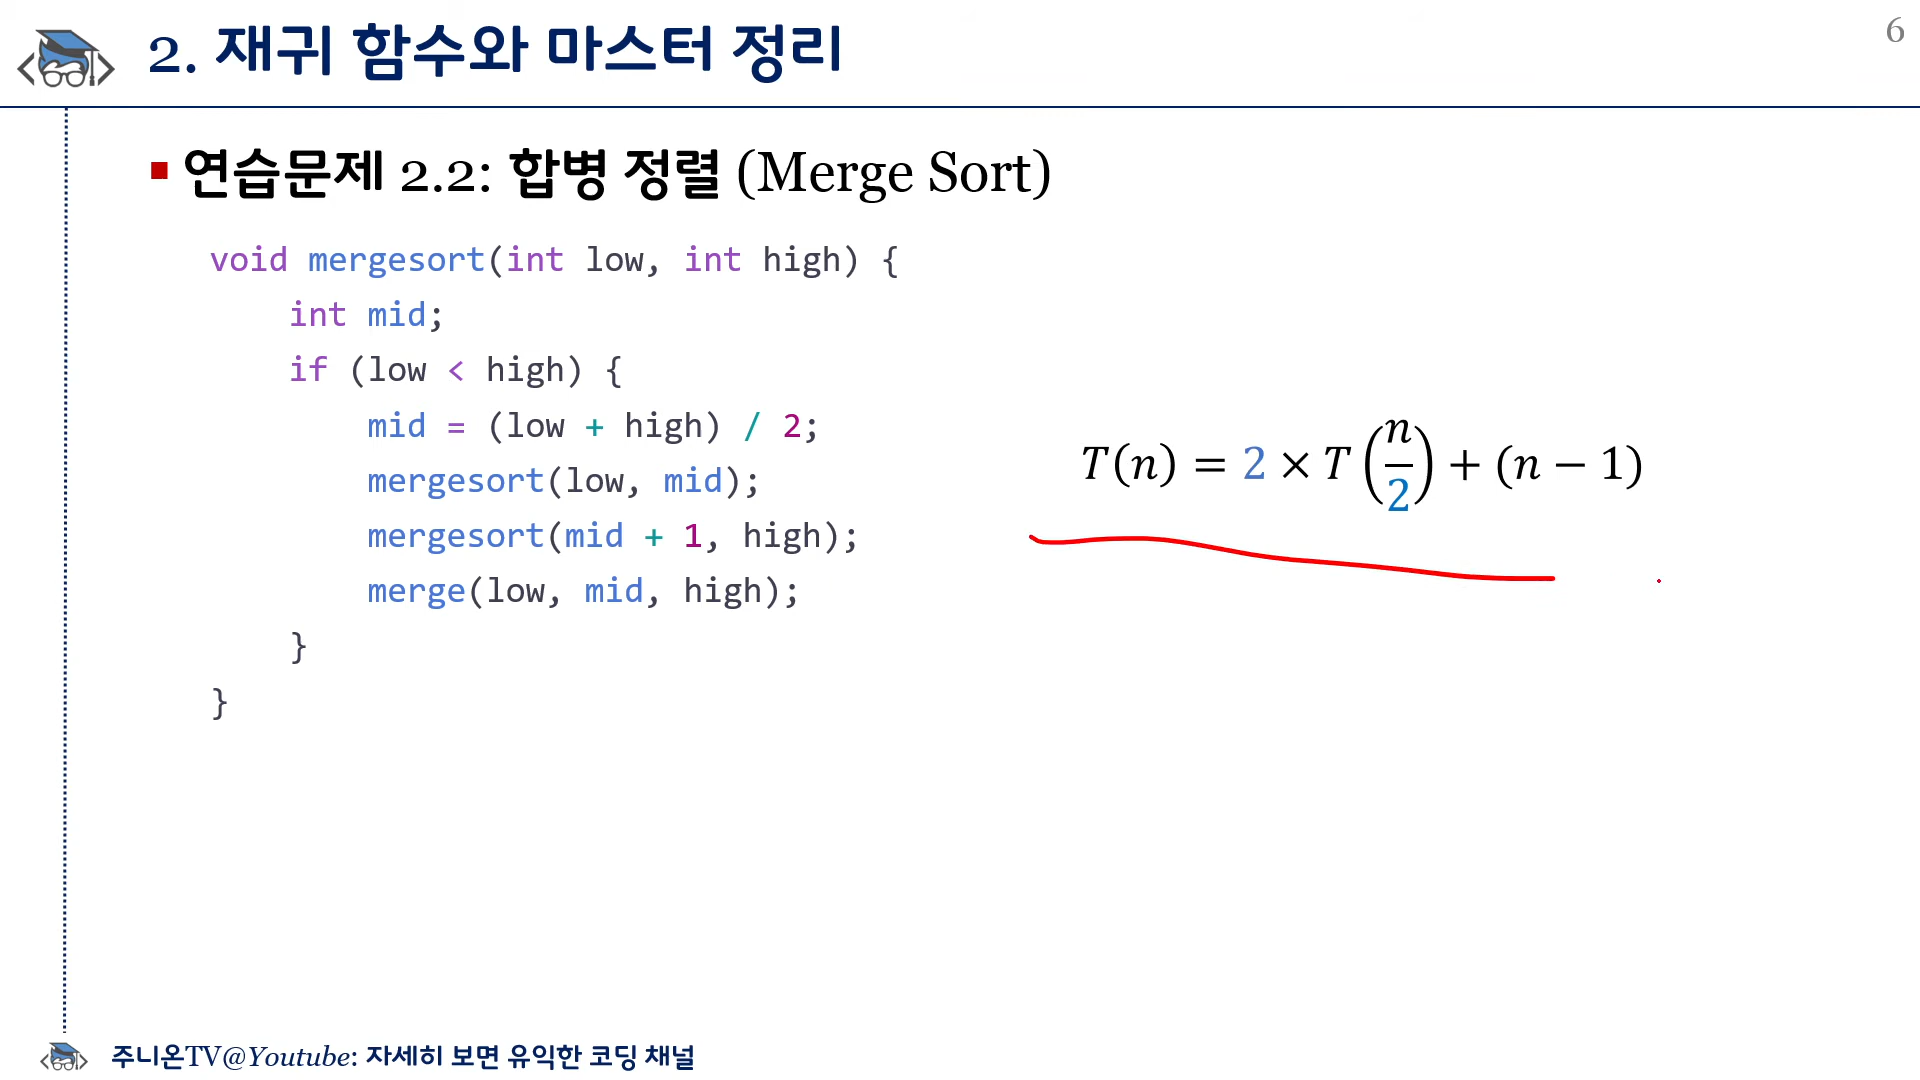 2. 재귀 함수와 마스터 정리
6
연습문제 2.2: 합병 정렬 (Merge Sort)
void mergesort(int low, int high) {
int mid;
if (low < high) {
mid = (low + high) / 2;
mergesort(low, mid);
mergesort(mid + 1, high);
merge(low, mid, high);
}
}
T(n) = 2 × T(n/2) + (n − 1)
주니온TV@Youtube: 자세히 보면 유익한 코딩 채널